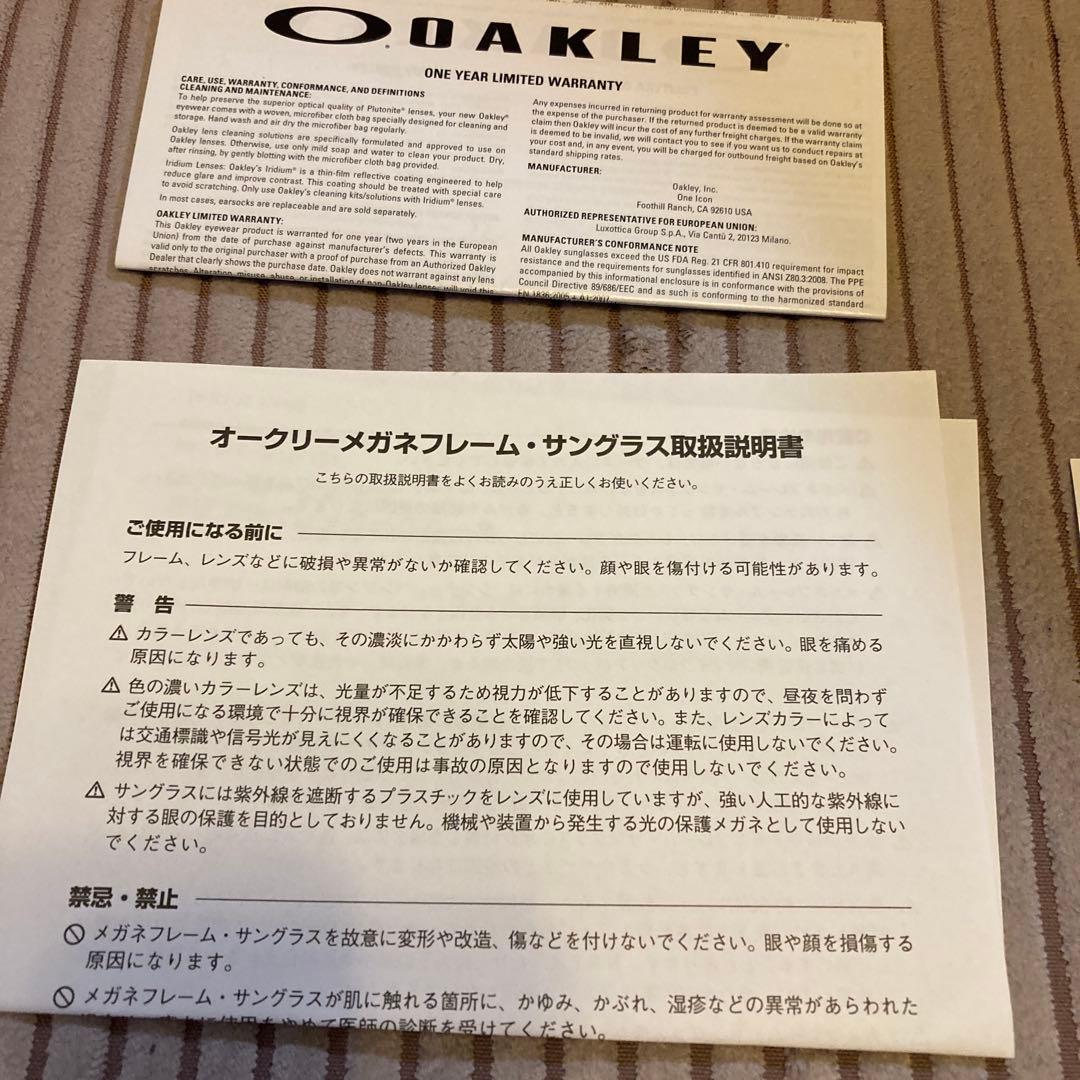 OAKLEY
ONE YEAR LIMITED WARRANTY
CARE, USE, WARRANTY, CONFORMANCE, AND DEFINITIONS
CLEANING AND MAINTENANCE:
To help preserve the superior optical quality of Plutonite® lenses, your new Oakley®
eyewear comes with a woven, microfiber cloth bag specially designed for cleaning and
storage. Hand wash and air dry the microfiber bag regularly.
Oakley lens cleaning solutions are specifically formulated and approved to use on
Oakley lenses. Otherwise, use only mild soap and water to clean your product. Dry,
after rinsing, by gently blotting with the microfiber cloth bag provided.
Iridium Lenses: Oakley's Iridium® is a thin-film reflective coating engineered to help
reduce glare and improve contrast. This coating should be treated with special care
to avoid scratching. Only use Oakley's cleaning kits/solutions with Iridium® lenses.
In most cases, earsocks are replaceable and are sold separately.
OAKLEY LIMITED WARRANTY:
This Oakley eyewear product is warranted for one year (two years in the European
Union) from the date of purchase against manufacturer's defects. This warranty is
valid only to the original purchaser with a proof of purchase from an Authorized Oakley
Dealer that clearly shows the purchase date. Oakley does not warrant against any lens
scratches. Alteration, misuse, abuse, or installation of non-Oakley lenses will void this
Any expenses incurred in returning product for warranty assessment will be done so at
the expense of the purchaser. If the returned product is deemed to be a valid warranty
claim then Oakley will incur the cost of any further freight charges. If the warranty claim
is deemed to be invalid, we will contact you to see if you want us to conduct repairs at
your cost and, in any event, you will be charged for outbound freight based on Oakley's
standard shipping rates.
MANUFACTURER:
Oakley, Inc.
One Icon
Foothill Ranch, CA 92610 USA
AUTHORIZED REPRESENTATIVE FOR EUROPEAN UNION:
Luxottica Group S.p.A., Via Cantù 2, 20123 Milano.
MANUFACTURER'S CONFORMANCE NOTE
All Oakley sunglasses exceed the US FDA Reg. 21 CFR 801.410 requirement for impact
resistance and the requirements for sunglasses identified in ANSI Z80.3:2008. The PPE
accompanied by this informational enclosure is in conformance with the provisions of
Council Directive 89/686/EEC and as such is conforming to the harmonized standard
EN 1836:2005 + A1:2007
オークリーメガネフレーム・サングラス取扱説明書
こちらの取扱説明書をよくお読みのうえ正しくお使いください。
ご使用になる前に
フレーム、レンズなどに破損や異常がないか確認してください。顔や眼を傷付ける可能性があります。
警 告
⚠ カラーレンズであっても、その濃淡にかかわらず太陽や強い光を直視しないでください。眼を痛める
原因になります。
⚠ 色の濃いカラーレンズは、光量が不足するため視力が低下することがありますので、昼夜を問わず
ご使用になる環境で十分に視界が確保できることを確認してください。また、レンズカラーによって
は交通標識や信号光が見えにくくなることがありますので、その場合は運転に使用しないでください。
視界を確保できない状態でのご使用は事故の原因となりますので使用しないでください。
⚠ サングラスには紫外線を遮断するプラスチックをレンズに使用していますが、強い人工的な紫外線に
対する眼の保護を目的としておりません。機械や装置から発生する光の保護メガネとして使用しない
でください。
禁忌・禁止
🚫 メガネフレーム・サングラスを故意に変形や改造、傷などを付けないでください。眼や顔を損傷する
原因になります。
🚫 メガネフレーム・サングラスが肌に触れる箇所に、かゆみ、かぶれ、湿疹などの異常があらわれた
使用をやめて医師の診断を受けてください。